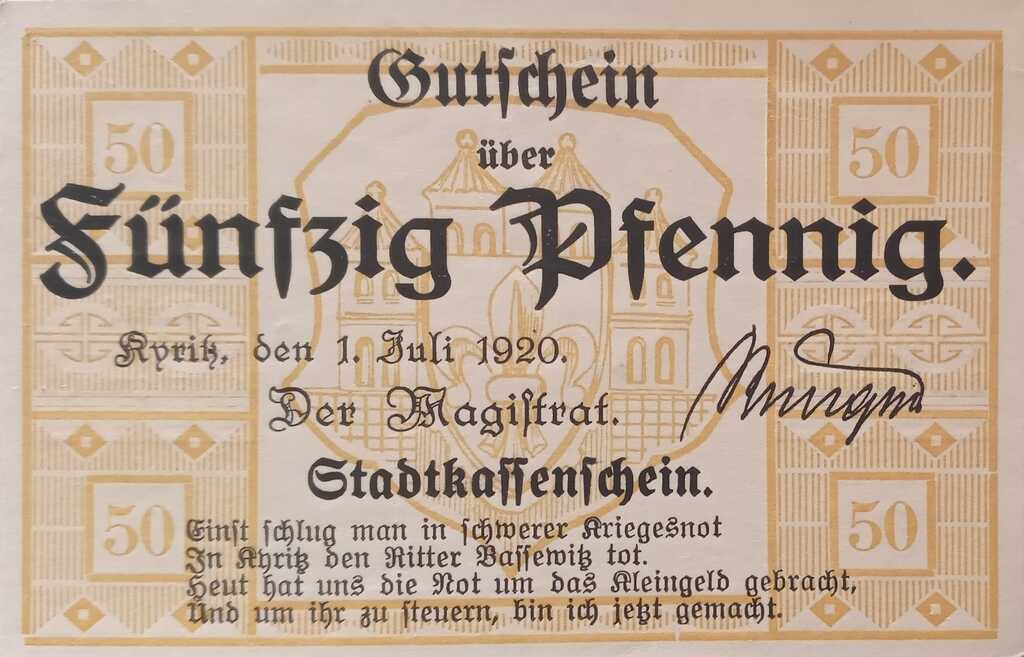 Gutschein
50
50
über
Fünfzig Pfennig.
Kyritz, den 1. Juli 1920.
Der Magistrat.
Stadtkassenschein.
50
50
Einst schlug man in schwerer Kriegesnot
In Kyritz den Ritter Bassewitz tot.
Heut hat uns die Not um das Kleingeld gebracht,
Und um ihr zu steuern, bin ich jetzt gemacht.